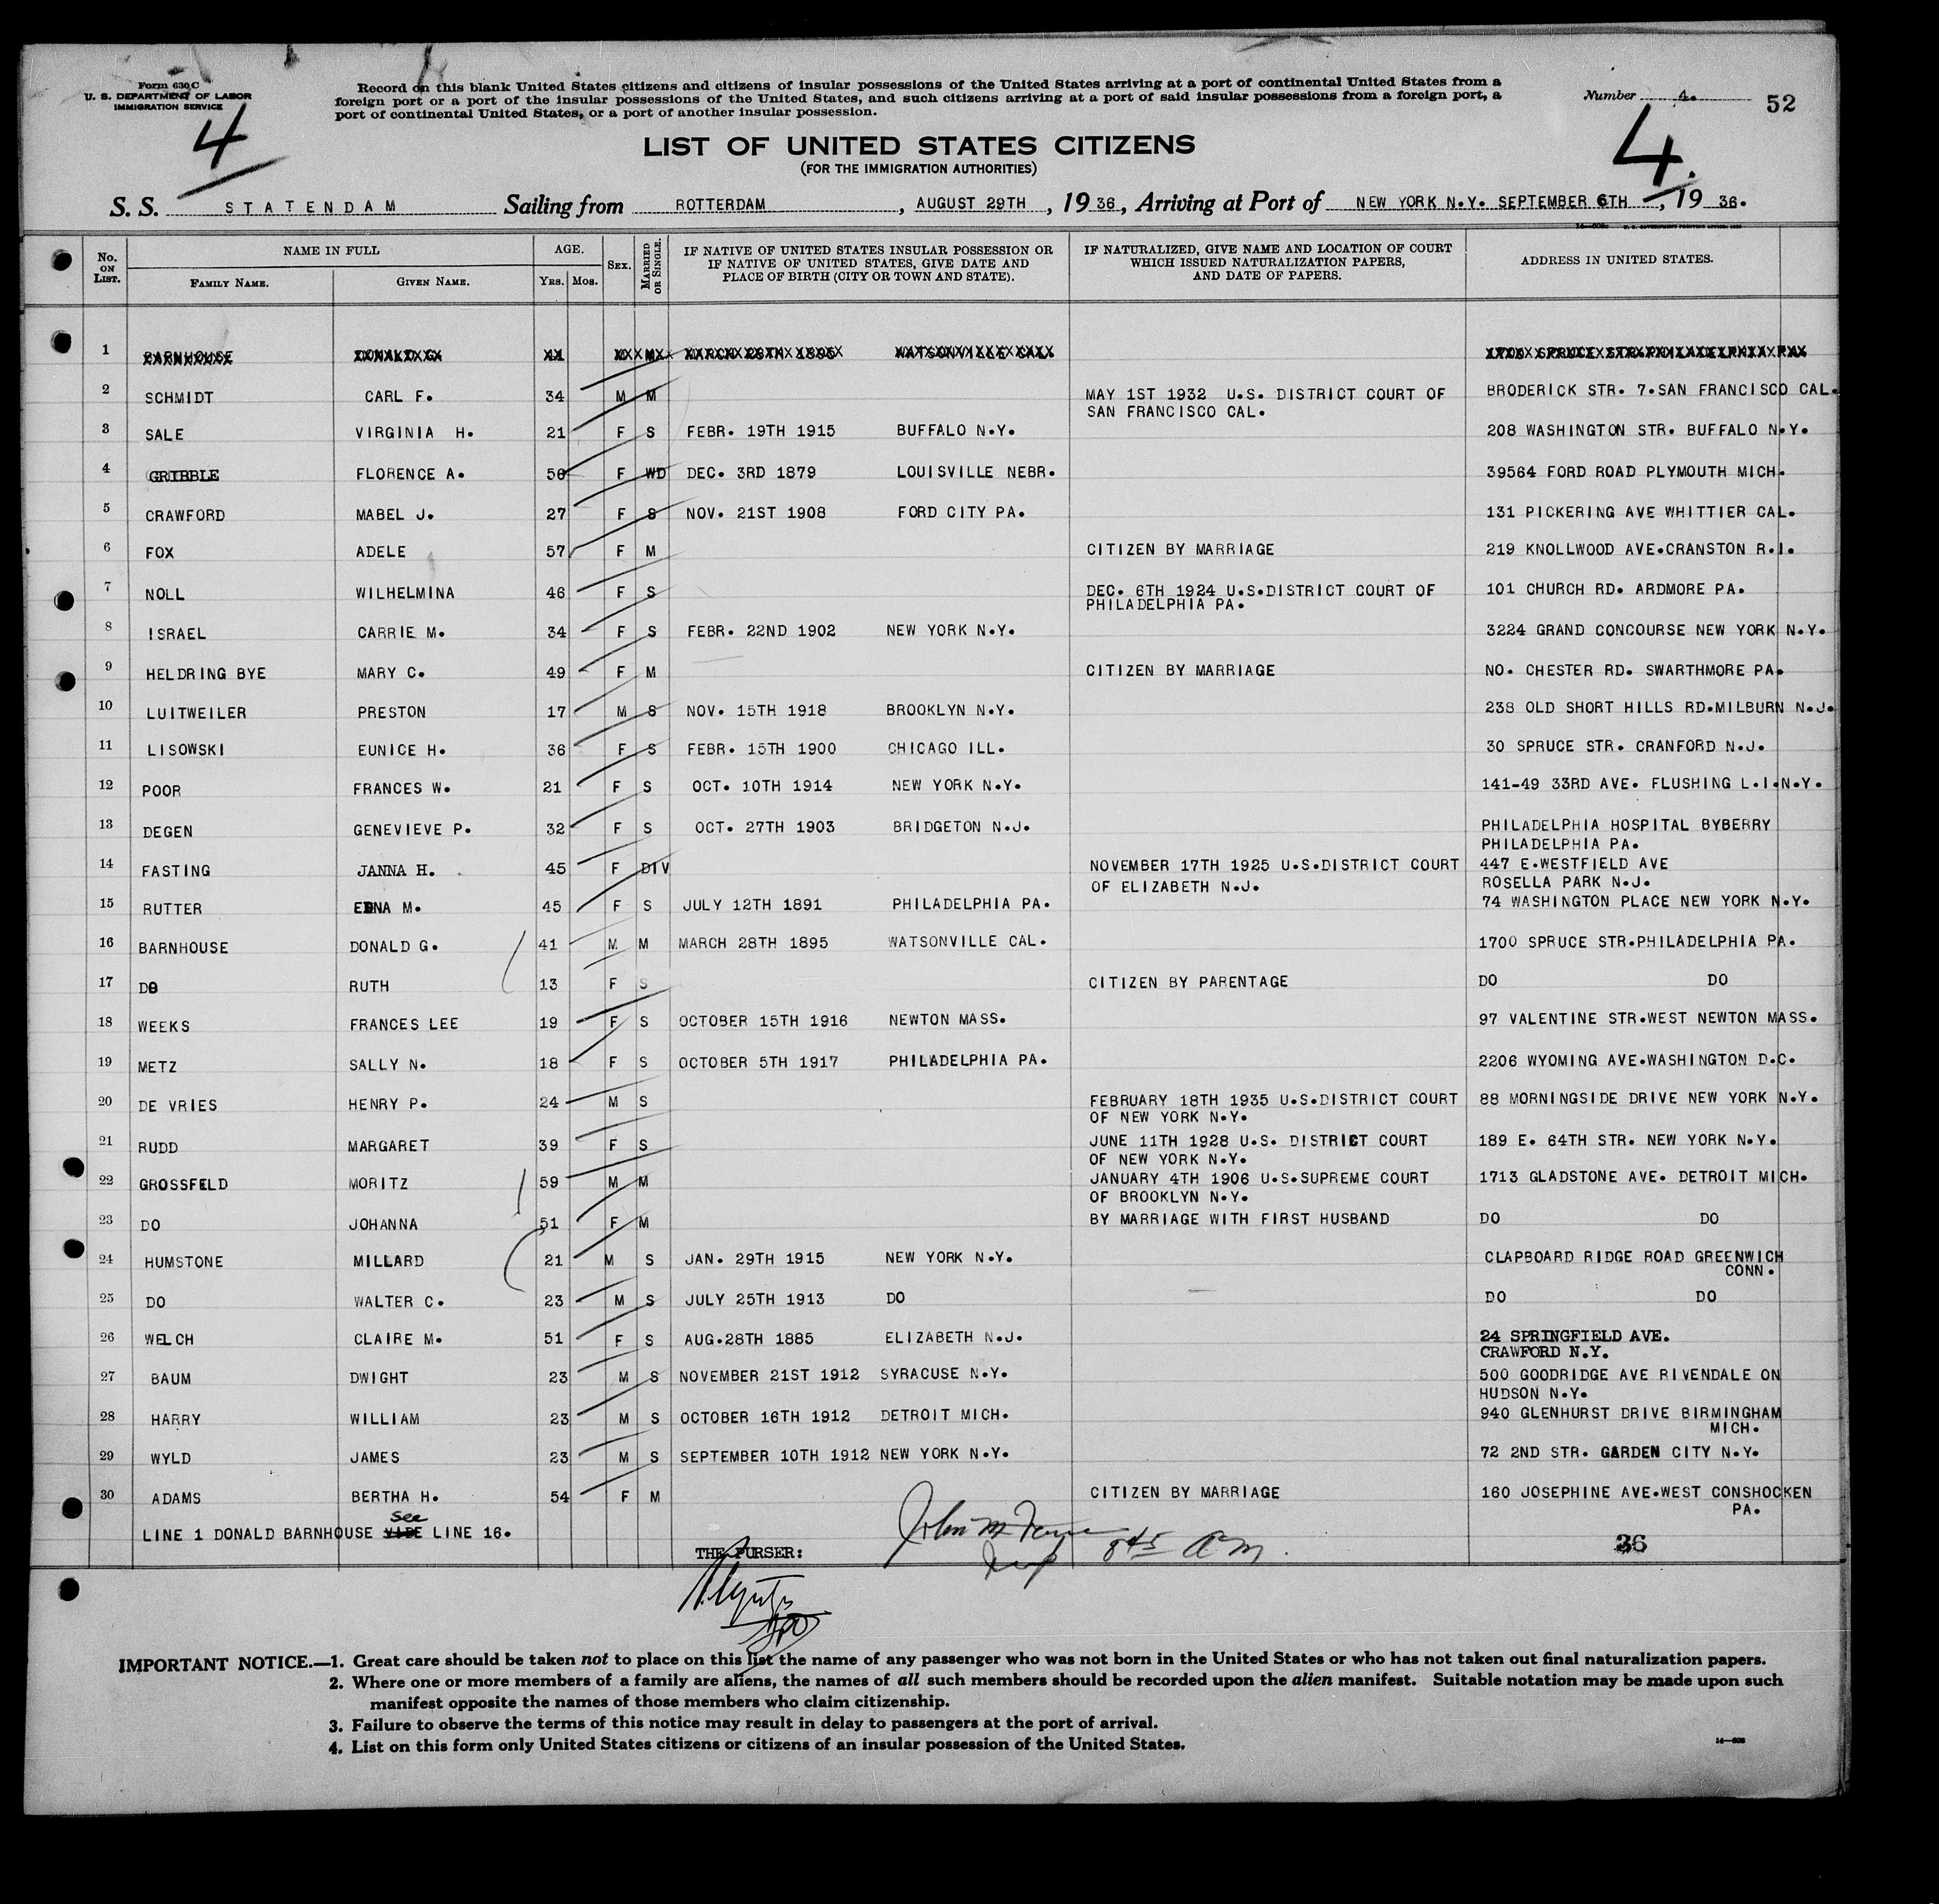 Form 630 C
U. S. DEPARTMENT OF LABOR
IMMIGRATION SERVICE
4
Record on this blank United States citizens and citizens of insular possessions of the United States arriving at a port of continental United States from a
foreign port or a port of the insular possessions of the United States, and such citizens arriving at a port of said insular possessions from a foreign port, a
port of continental United States, or a port of another insular possession.
Number 4.
52
4.
LIST OF UNITED STATES CITIZENS
(FOR THE IMMIGRATION AUTHORITIES)
S. S. STATENDAM Sailing from ROTTERDAM, AUGUST 29TH, 1936, Arriving at Port of NEW YORK N.Y. SEPTEMBER 6TH, 1936.
No. ON LIST. NAME IN FULL FAMILY NAME. GIVEN NAME. AGE. YRS. MOS. SEX. MARRIED OR SINGLE. IF NATIVE OF UNITED STATES INSULAR POSSESSION OR IF NATIVE OF UNITED STATES, GIVE DATE AND PLACE OF BIRTH (CITY OR TOWN AND STATE). IF NATURALIZED, GIVE NAME AND LOCATION OF COURT WHICH ISSUED NATURALIZATION PAPERS, AND DATE OF PAPERS. ADDRESS IN UNITED STATES.
1 BARNHOUSE DONALD G 41 M M MARCH 28TH 1895 WATSONVILLE CAL 1700 SPRUCE STR PHILADELPHIA PA
2 SCHMIDT CARL F. 34 M M MAY 1ST 1932 U.S. DISTRICT COURT OF BRODERICK STR. 7.SAN FRANCISCO CAL.
SAN FRANCISCO CAL.
3 SALE VIRGINIA H. 21 F S FEBR. 19TH 1915 BUFFALO N.Y. 208 WASHINGTON STR. BUFFALO N.Y.
4 GRIBBLE FLORENCE A. 56 F WD DEC. 3RD 1879 LOUISVILLE NEBR. 39564 FORD ROAD PLYMOUTH MICH.
5 CRAWFORD MABEL J. 27 F S NOV. 21ST 1908 FORD CITY PA. 131 PICKERING AVE WHITTIER CAL.
6 FOX ADELE 57 F M CITIZEN BY MARRIAGE 219 KNOLLWOOD AVE.CRANSTON R.I.
7 NOLL WILHELMINA 46 F S DEC. 6TH 1924 U.S.DISTRICT COURT OF 101 CHURCH RD. ARDMORE PA.
PHILADELPHIA PA.
8 ISRAEL CARRIE M. 34 F S FEBR. 22ND 1902 NEW YORK N.Y. 3224 GRAND CONCOURSE NEW YORK N.Y.
9 HELDRING BYE MARY C. 49 F M CITIZEN BY MARRIAGE NO. CHESTER RD. SWARTHMORE PA.
10 LUITWEILER PRESTON 17 M S NOV. 15TH 1918 BROOKLYN N.Y. 238 OLD SHORT HILLS RD.MILBURN N.J.
11 LISOWSKI EUNICE H. 36 F S FEBR. 15TH 1900 CHICAGO ILL. 30 SPRUCE STR. CRANFORD N.J.
12 POOR FRANCES W. 21 F S OCT. 10TH 1914 NEW YORK N.Y. 141-49 33RD AVE. FLUSHING L.I.N.Y.
13 DEGEN GENEVIEVE P. 32 F S OCT. 27TH 1903 BRIDGETON N.J. PHILADELPHIA HOSPITAL BYBERRY
PHILADELPHIA PA.
14 FASTING JANNA H. 45 F DIV NOVEMBER 17TH 1925 U.S.DISTRICT COURT 447 E.WESTFIELD AVE
OF ELIZABETH N.J. ROSELLA PARK N.J.
15 RUTTER EDNA M. 45 F S JULY 12TH 1891 PHILADELPHIA PA. 74 WASHINGTON PLACE NEW YORK N.Y.
16 BARNHOUSE DONALD G. 41 M M MARCH 28TH 1895 WATSONVILLE CAL. 1700 SPRUCE STR.PHILADELPHIA PA.
17 DO RUTH 13 F S CITIZEN BY PARENTAGE DO DO
18 WEEKS FRANCES LEE 19 F S OCTOBER 15TH 1916 NEWTON MASS. 97 VALENTINE STR.WEST NEWTON MASS.
19 METZ SALLY N. 18 F S OCTOBER 5TH 1917 PHILADELPHIA PA. 2206 WYOMING AVE.WASHINGTON D.C.
20 DE VRIES HENRY P. 24 M S FEBRUARY 18TH 1935 U.S.DISTRICT COURT 88 MORNINGSIDE DRIVE NEW YORK N.Y.
OF NEW YORK N.Y.
21 RUDD MARGARET 39 F S JUNE 11TH 1928 U.S. DISTRICT COURT 189 E. 64TH STR. NEW YORK N.Y.
OF NEW YORK N.Y.
22 GROSSFELD MORITZ 59 M M JANUARY 4TH 1906 U.S.SUPREME COURT 1713 GLADSTONE AVE. DETROIT MICH.
OF BROOKLYN N.Y.
23 DO JOHANNA 51 F M BY MARRIAGE WITH FIRST HUSBAND DO DO
24 HUMSTONE MILLARD 21 M S JAN. 29TH 1915 NEW YORK N.Y. CLAPBOARD RIDGE ROAD GREENWICH
CONN.
25 DO WALTER C. 23 M S JULY 25TH 1913 DO DO DO
26 WELCH CLAIRE M. 51 F S AUG.28TH 1885 ELIZABETH N.J. 24 SPRINGFIELD AVE.
CRAWFORD N.Y.
27 BAUM DWIGHT 23 M S NOVEMBER 21ST 1912 SYRACUSE N.Y. 500 GOODRIDGE AVE RIVENDALE ON
HUDSON N.Y.
28 HARRY WILLIAM 23 M S OCTOBER 16TH 1912 DETROIT MICH. 940 GLENHURST DRIVE BIRMINGHAM
MICH.
29 WYLD JAMES 23 M S SEPTEMBER 10TH 1912 NEW YORK N.Y. 72 2ND STR. GARDEN CITY N.Y.
30 ADAMS BERTHA H. 54 F M CITIZEN BY MARRIAGE 160 JOSEPHINE AVE.WEST CONSHOCKEN
PA.
see
LINE 1 DONALD BARNHOUSE VIDE LINE 16.
THE PURSER: John M 8 45 am. 36
IMPORTANT NOTICE.—1. Great care should be taken not to place on this list the name of any passenger who was not born in the United States or who has not taken out final naturalization papers.
2. Where one or more members of a family are aliens, the names of all such members should be recorded upon the alien manifest. Suitable notation may be made upon such
manifest opposite the names of those members who claim citizenship.
3. Failure to observe the terms of this notice may result in delay to passengers at the port of arrival.
4. List on this form only United States citizens or citizens of an insular possession of the United States.